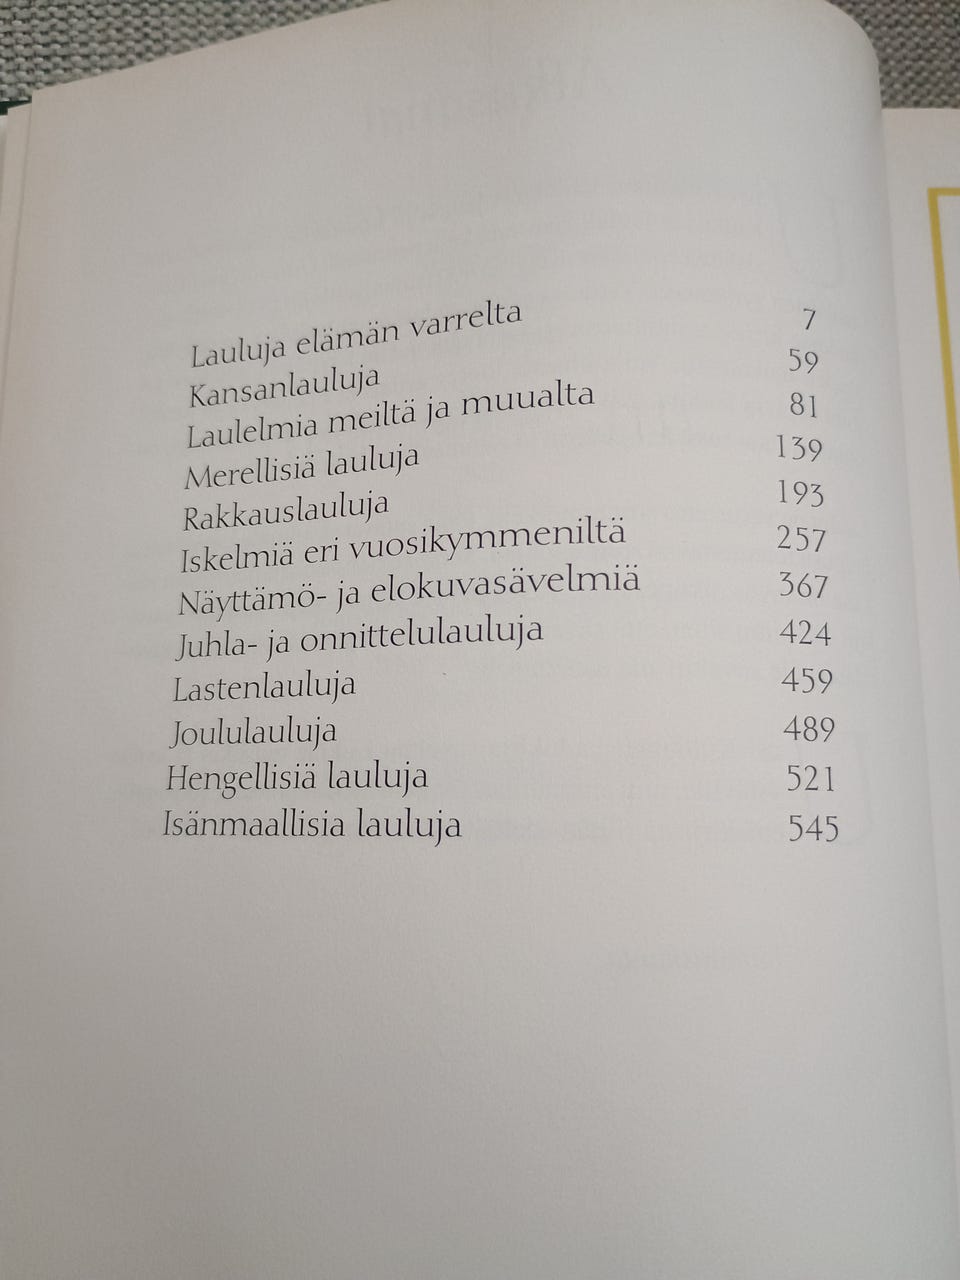 Lauluja elämän varrelta 7
Kansanlauluja 59
Laulelmia meiltä ja muualta 81
Merellisiä lauluja 139
Rakkauslauluja 193
Iskelmiä eri vuosikymmeniltä 257
Näyttämö- ja elokuvasävelmiä 367
Juhla- ja onnittelulauluja 424
Lastenlauluja 459
Joululauluja 489
Hengellisiä lauluja 521
Isänmaallisia lauluja 545